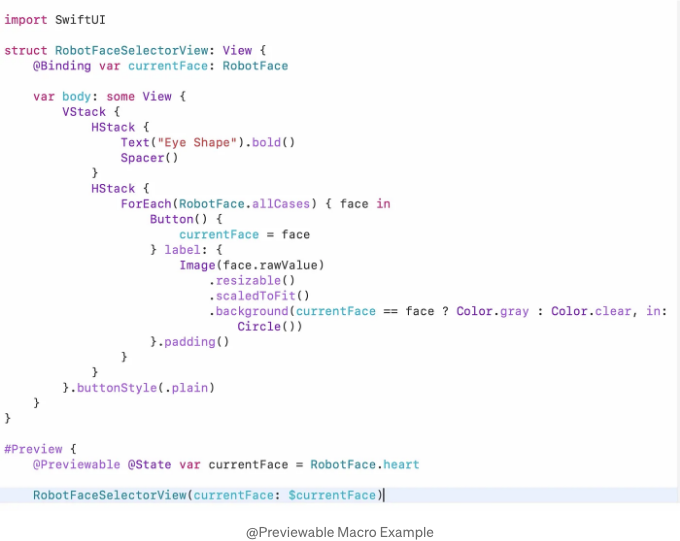 import SwiftUI
struct RobotFaceSelectorView: View {
@Binding var currentFace: RobotFace
var body: some View {
VStack {
HStack {
Text("Eye Shape").bold()
Spacer()
}
HStack {
ForEach(RobotFace.allCases) { face in
Button() {
currentFace = face
} label: {
Image(face.rawValue)
.resizable()
.scaledToFit()
.background(currentFace == face ? Color.gray : Color.clear, in:
Circle())
}.padding()
}
}
}.buttonStyle(.plain)
}
}
#Preview {
@Previewable @State var currentFace = RobotFace.heart
RobotFaceSelectorView(currentFace: $currentFace)
@Previewable Macro Example